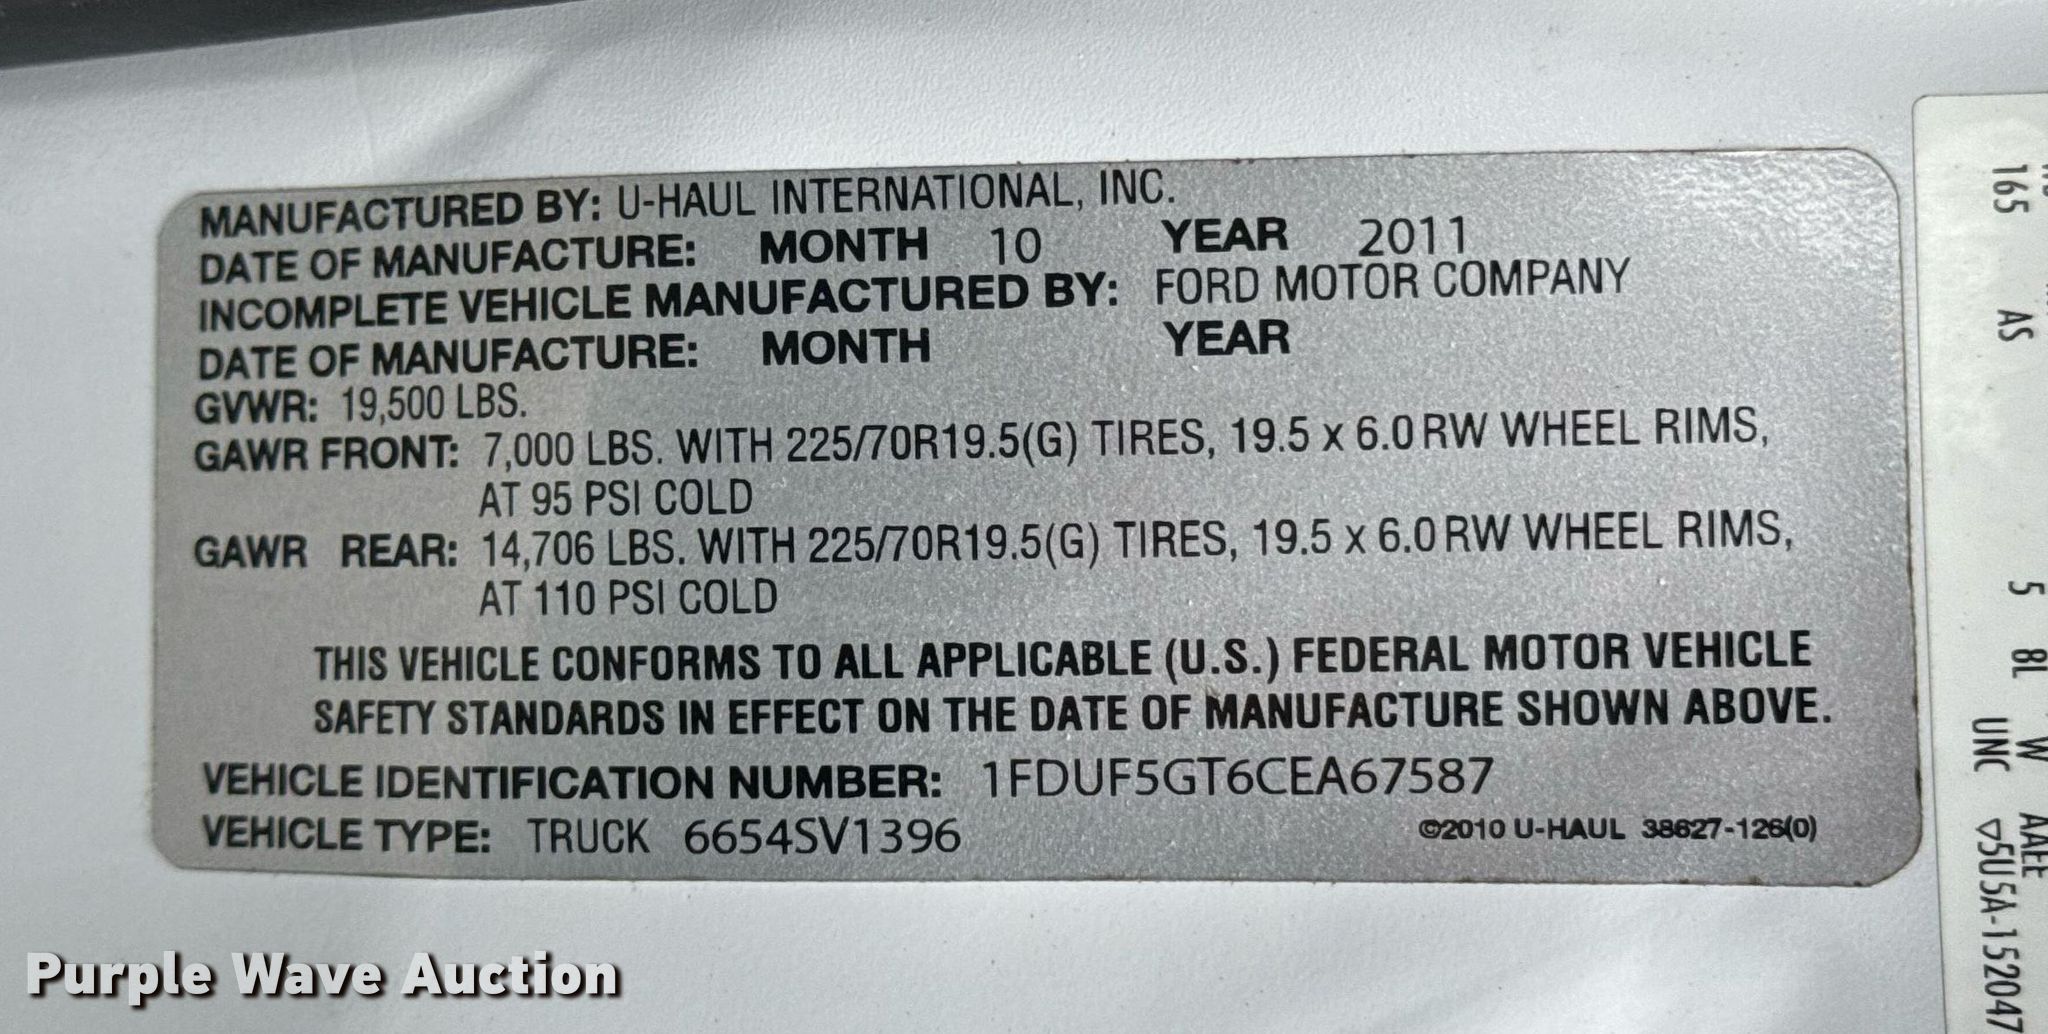 MANUFACTURED BY: U-HAUL INTERNATIONAL, INC.
DATE OF MANUFACTURE: MONTH 10 YEAR 2011
INCOMPLETE VEHICLE MANUFACTURED BY: FORD MOTOR COMPANY
DATE OF MANUFACTURE: MONTH YEAR
GVWR: 19,500 LBS.
GAWR FRONT: 7,000 LBS. WITH 225/70R19.5(G) TIRES, 19.5 x 6.0 RW WHEEL RIMS,
AT 95 PSI COLD
GAWR REAR: 14,706 LBS. WITH 225/70R19.5(G) TIRES, 19.5 x 6.0 RW WHEEL RIMS,
AT 110 PSI COLD
THIS VEHICLE CONFORMS TO ALL APPLICABLE (U.S.) FEDERAL MOTOR VEHICLE
SAFETY STANDARDS IN EFFECT ON THE DATE OF MANUFACTURE SHOWN ABOVE.
VEHICLE IDENTIFICATION NUMBER: 1FDUF5GT6CEA67587
VEHICLE TYPE: TRUCK 6654SV1396
©2010 U-HAUL 38627-126(0)
165 AS 5 8L W
UNC ▽5U5A-152047
Purple Wave Auction